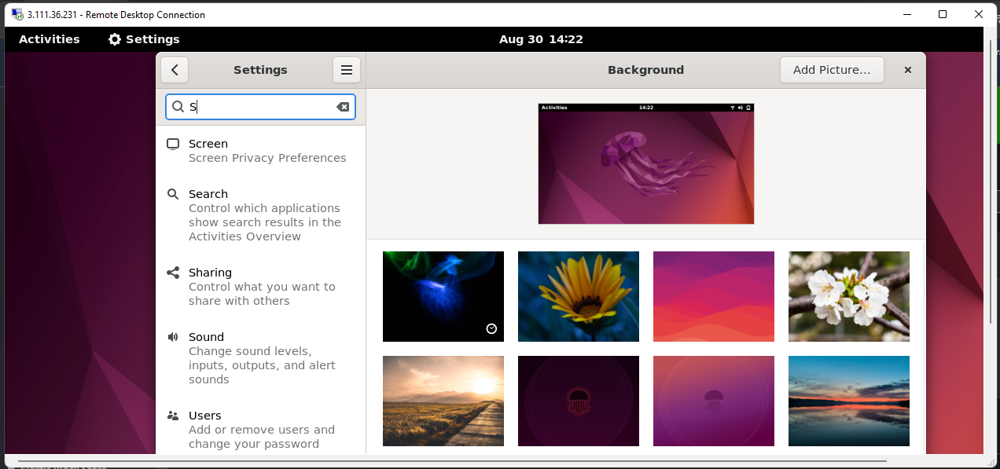 3.111.36.231 - Remote Desktop Connection
Activities
Settings
Aug 30 14:22
Settings
Background
Add Picture...
S
Activities
14:22
Screen
Screen Privacy Preferences
Search
Control which applications
show search results in the
Activities Overview
Sharing
Control what you want to
share with others
Sound
Change sound levels,
inputs, outputs, and alert
sounds
Users
Add or remove users and
change your password